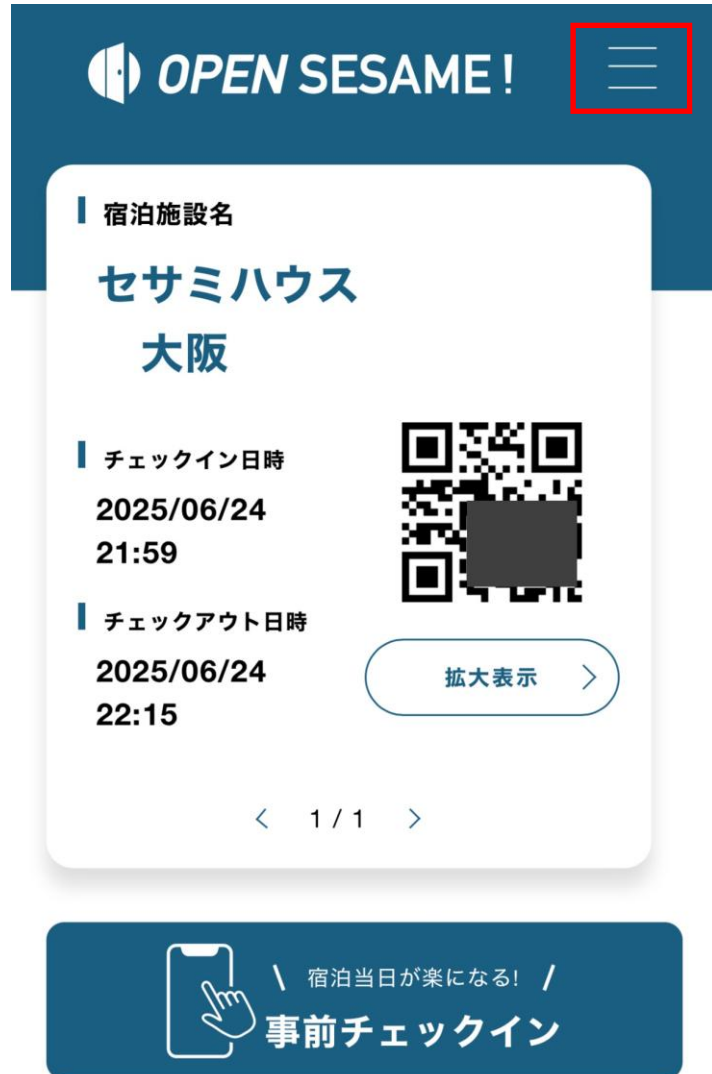 OPEN SESAME!
宿泊施設名
セサミハウス
大阪
チェックイン日時
2025/06/24
21:59
チェックアウト日時
2025/06/24
22:15
拡大表示
< 1 / 1 >
\ 宿泊当日が楽になる! /
事前チェックイン